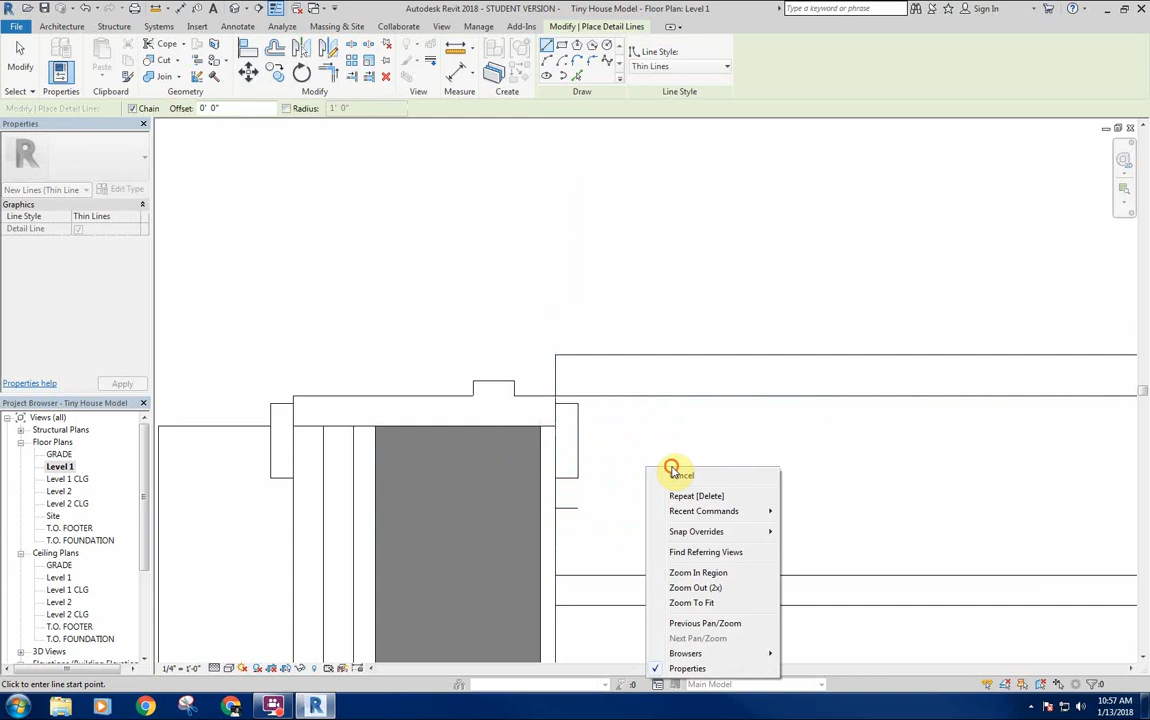 Autodesk Revit 2018 - STUDENT VERSION - Tiny House Model - Floor Plan: Level 1
Type a keyword or phrase
Sign In
File Architecture Structure Systems Insert Annotate Analyze Massing & Site Collaborate View Manage Add-Ins Modify | Place Detail Lines
Modify
Paste
Cope
Cut
Join
Line Style:
Thin Lines
Select Properties Clipboard Geometry Modify View Measure Create Draw Line Style
Modify | Place Detail Lines Chain Offset: 0' 0" Radius: 1' 0"
Properties
New Lines (Thin Line Edit Type
Graphics
Line Style Thin Lines
Detail Line
Properties help Apply
Project Browser - Tiny House Model
Views (all)
Structural Plans
Floor Plans
GRADE
Level 1
Level 1 CLG
Level 2
Level 2 CLG
Site
T.O. FOOTER
T.O. FOUNDATION
Ceiling Plans
GRADE
Level 1
Level 1 CLG
Level 2
Level 2 CLG
T.O. FOOTER
T.O. FOUNDATION
3D Views
Elevations (Building Elevation
Cancel
Repeat [Delete]
Recent Commands
Snap Overrides
Find Referring Views
Zoom In Region
Zoom Out (2x)
Zoom To Fit
Previous Pan/Zoom
Next Pan/Zoom
Browsers
Properties
1/4" = 1'-0"
Click to enter line start point.
:0
Main Model
:0
10:57 AM
1/13/2018